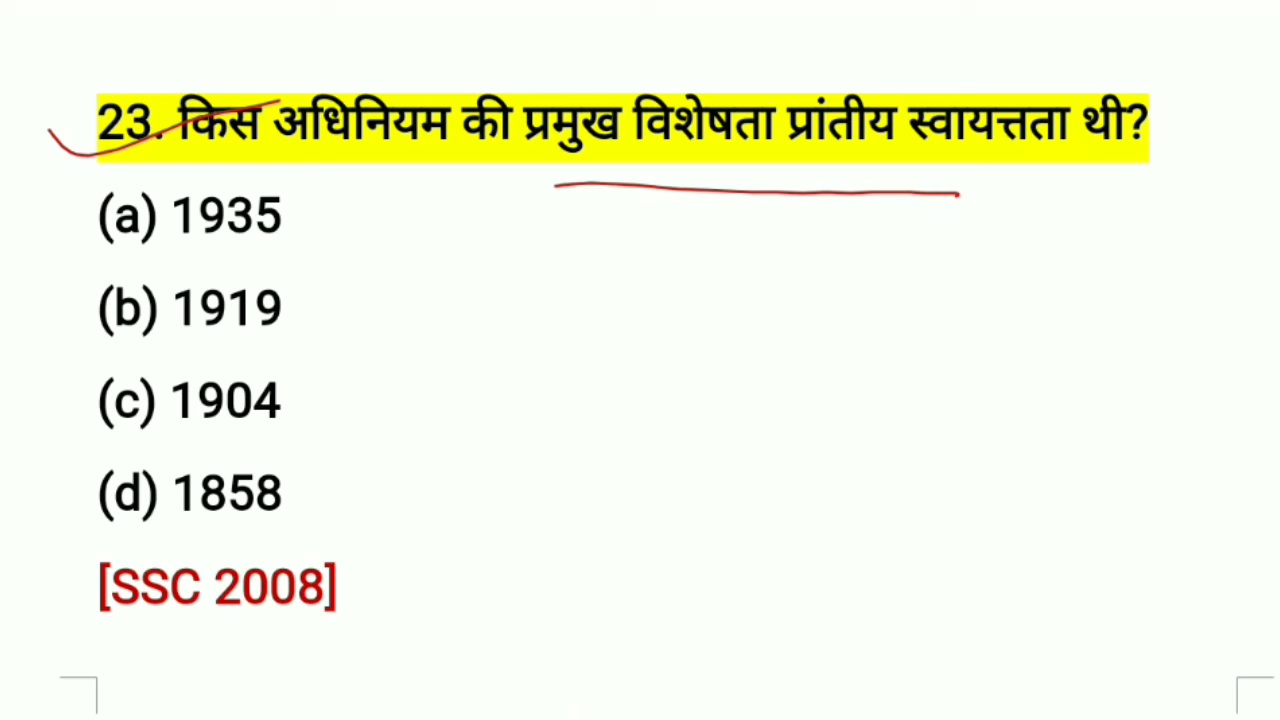 23. किस अधिनियम की प्रमुख विशेषता प्रांतीय स्वायत्तता थी?
(a) 1935
(b) 1919
(c) 1904
(d) 1858
[SSC 2008]